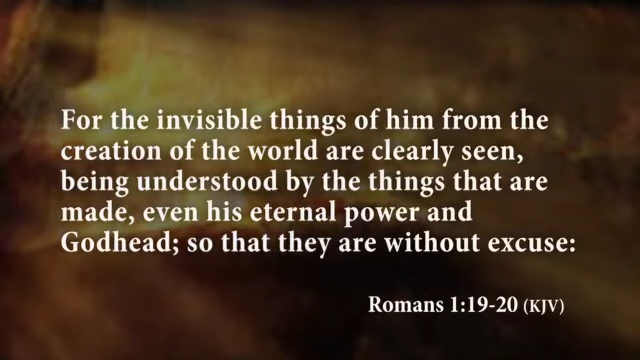 For the invisible things of him from the
creation of the world are clearly seen,
being understood by the things that are
made, even his eternal power and
Godhead; so that they are without excuse:
Romans 1:19-20 (KJV)